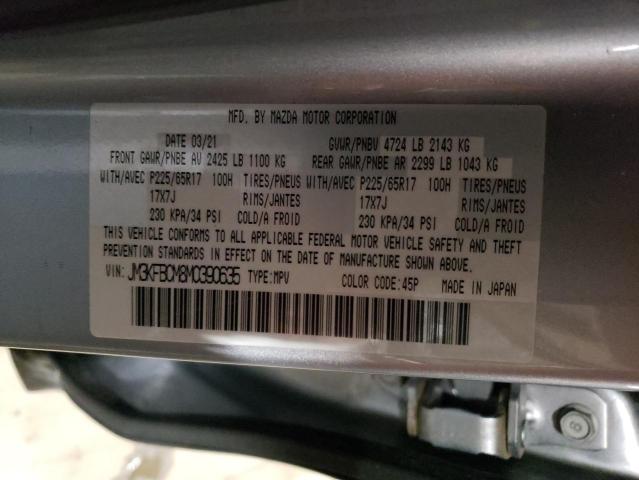 MFD. BY MAZDA MOTOR CORPORATION
DATE 03/21 GVWR/PNBV 4724 LB 2143 KG
FRONT GAWR/PNBE AV 2425 LB 1100 KG REAR GAWR/PNBE AR 2299 LB 1043 KG
WITH/AVEC P225/65R17 100H TIRES/PNEUS WITH/AVEC P225/65R17 100H TIRES/PNEUS
17X7J RIMS/JANTES 17X7J RIMS/JANTES
230 KPA/34 PSI COLD/A FROID 230 KPA/34 PSI COLD/A FROID
THIS VEHICLE CONFORMS TO ALL APPLICABLE FEDERAL MOTOR VEHICLE SAFETY AND THEFT
PREVENTION STANDARDS IN EFFECT ON THE DATE OF MANUFACTURE SHOWN ABOVE.
VIN: JM3KFBCM8M0390635 TYPE:MPV COLOR CODE:45P MADE IN JAPAN
8